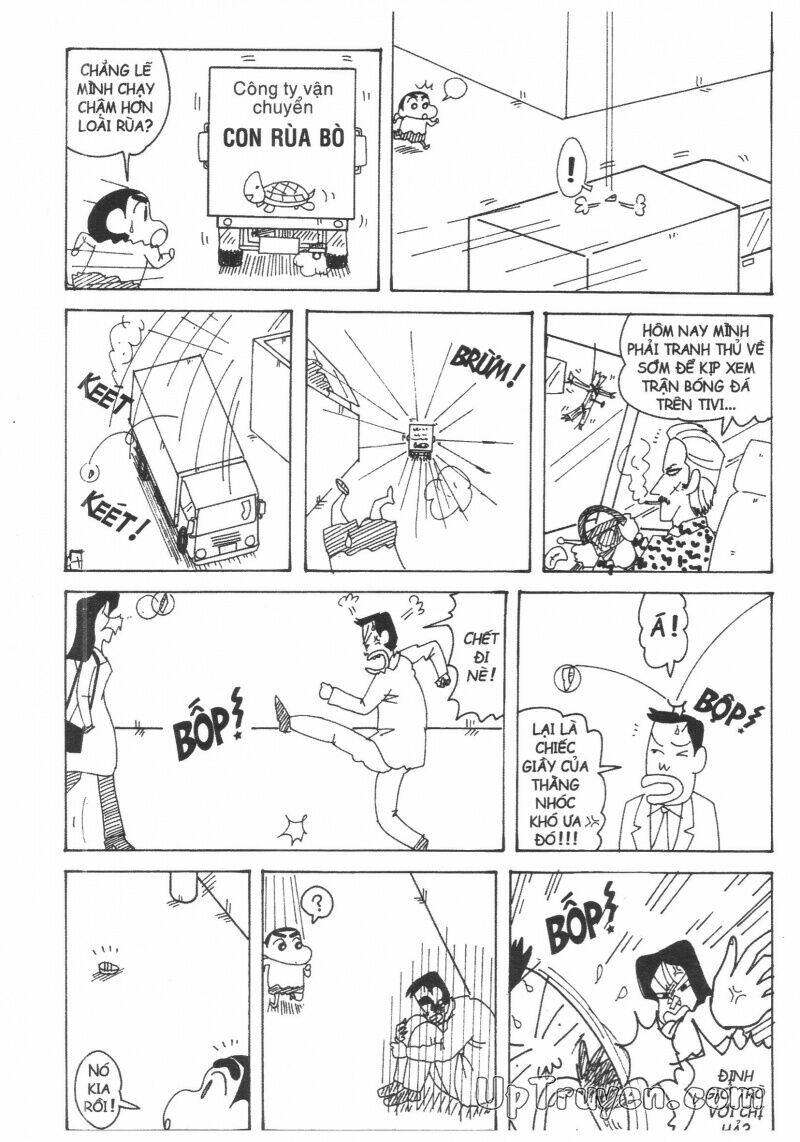 CHẲNG LẼ
MÌNH CHẠY
CHẬM HƠN
LOÀI RÙA?
Công ty vận
chuyển
CON RÙA BÒ
!
KEÉT
KEÉT!
BRỪM!
HÔM NAY MÌNH
PHẢI TRANH THỦ VỀ
SỚM ĐỂ KỊP XEM
TRẬN BÓNG ĐÁ
TRÊN TIVI...
BỐP!
CHẾT
ĐI
NÈ!
Á!
BỘP!
LẠI LÀ
CHIẾC
GIẦY CỦA
THẰNG
NHÓC
KHÓ ƯA
ĐÓ!!!
NÓ
KIA
RỒI!
?
BỐP!
ĐỊNH
GIỞ TRÒ
VỚI CHỊ
HẢ?
UpTruyen.com